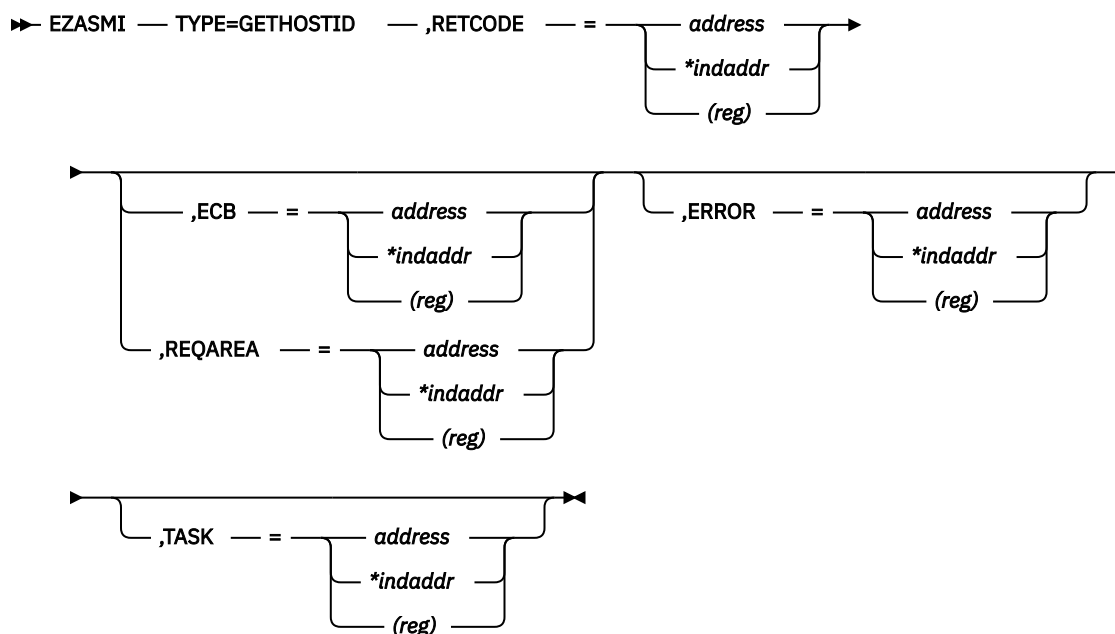 EZASMI TYPE=GETHOSTID ,RETCODE = address
*indaddr
(reg)
,ECB = address
*indaddr
(reg)
,REQAREA = address
*indaddr
(reg)
,ERROR = address
*indaddr
(reg)
,TASK = address
*indaddr
(reg)